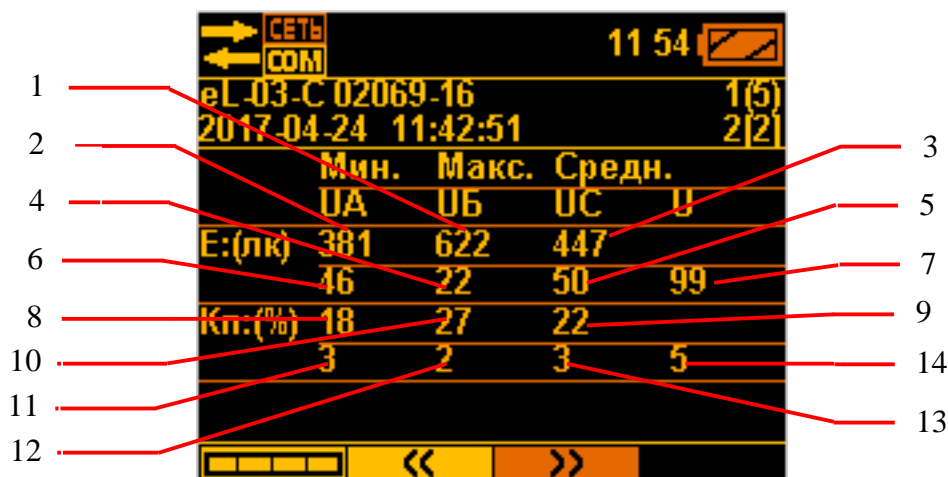 СЕТЬ
COM
11 54
eL-03-C 02069-16 1(5)
2017-04-24 11:42:51 2[2]
Мин. Макс. Средн.
UA UБ UC U
E:(лк) 381 622 447
46 22 50 99
Кп:(%) 18 27 22
3 2 3 5
<< >>
1
2
4
6
8
10
11
12
3
5
7
9
14
13